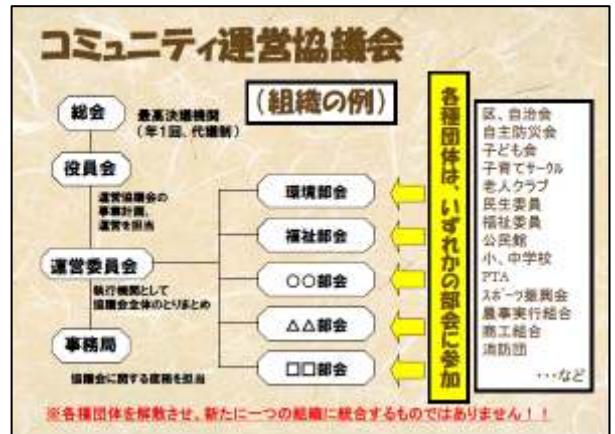 コミュニティ運営協議会
(組織の例)
総会
最高決議機関
(年1回、代議制)
役員会
運営協議会の
事業計画、
運営を担当
運営委員会
執行機関として
協議会全体のとりまとめ
事務局
協議会に関する庶務を担当
環境部会
福祉部会
○○部会
△△部会
□□部会
各種団体は、いずれかの部会に参加
区、自治会
自主防災会
子ども会
子育てサークル
老人クラブ
民生委員
福祉委員
公民館
小、中学校
PTA
スポーツ振興会
農事実行組合
商工組合
消防団
…など
※各種団体を解散させ、新たに一つの組織に統合するものではありません！！